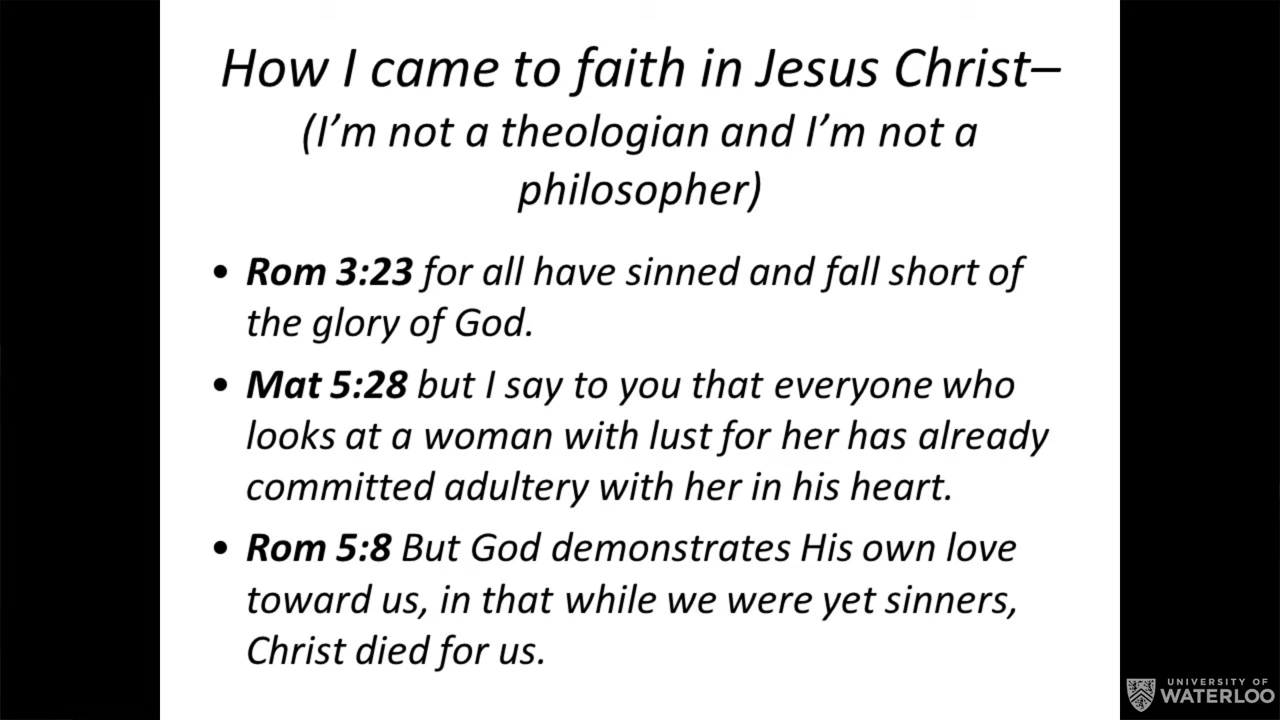 How I came to faith in Jesus Christ–
(I’m not a theologian and I’m not a
philosopher)
• Rom 3:23 for all have sinned and fall short of
the glory of God.
• Mat 5:28 but I say to you that everyone who
looks at a woman with lust for her has already
committed adultery with her in his heart.
• Rom 5:8 But God demonstrates His own love
toward us, in that while we were yet sinners,
Christ died for us.
UNIVERSITY OF
WATERLOO